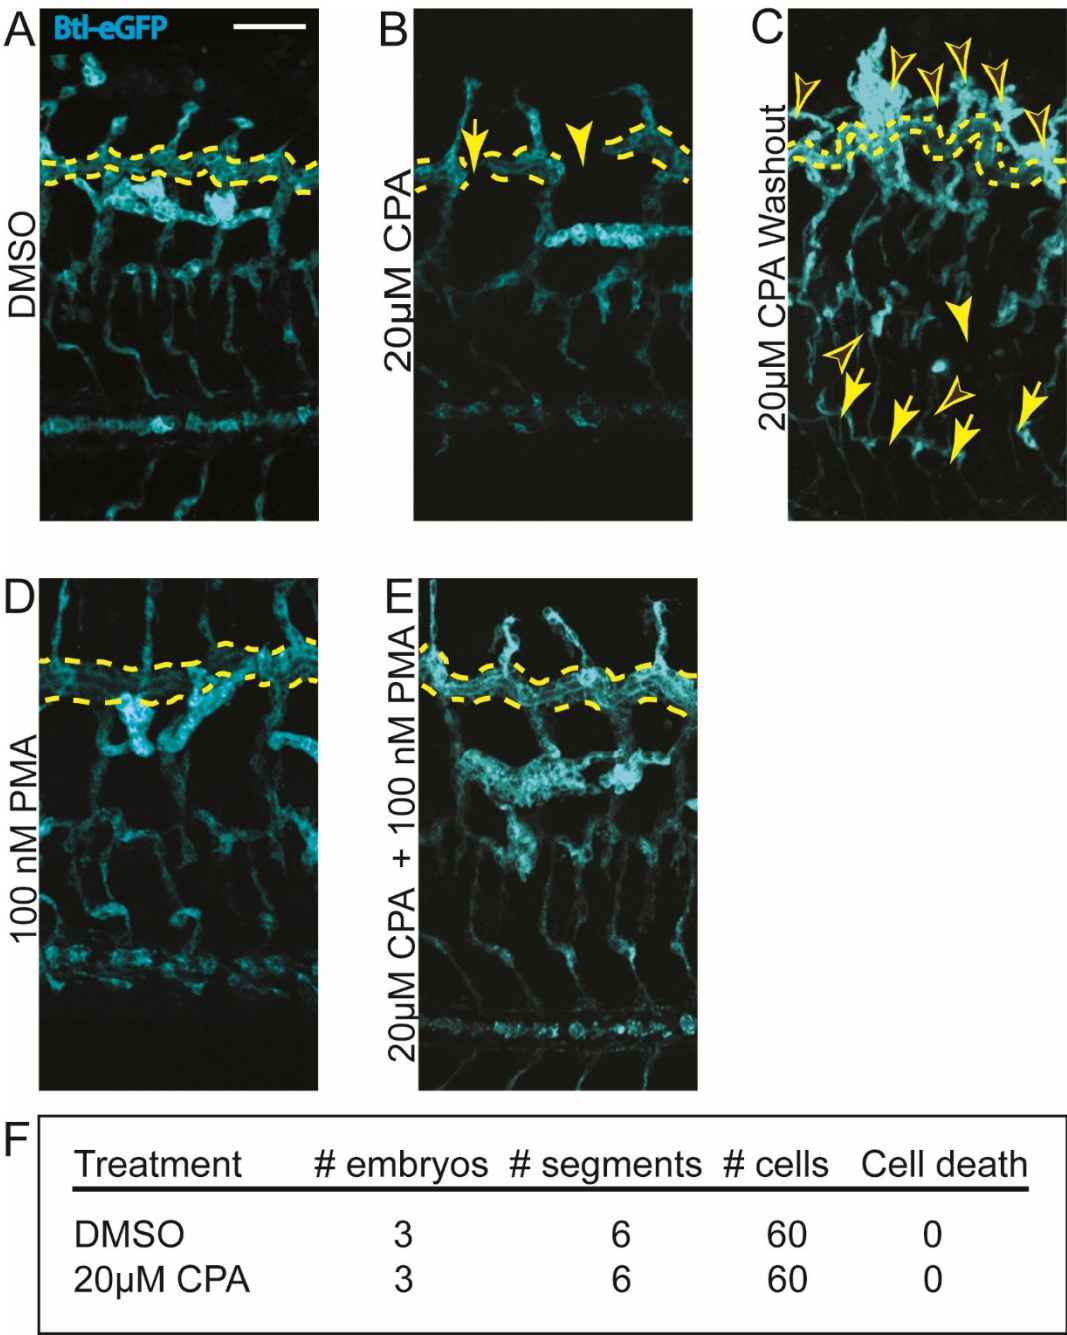 A
Btl-eGFP
DMSO
B
20µM CPA
C
20µM CPA Washout
D
100 nM PMA
E
20µM CPA + 100 nM PMA
F
Treatment # embryos # segments # cells Cell death
DMSO 3 6 60 0
20µM CPA 3 6 60 0